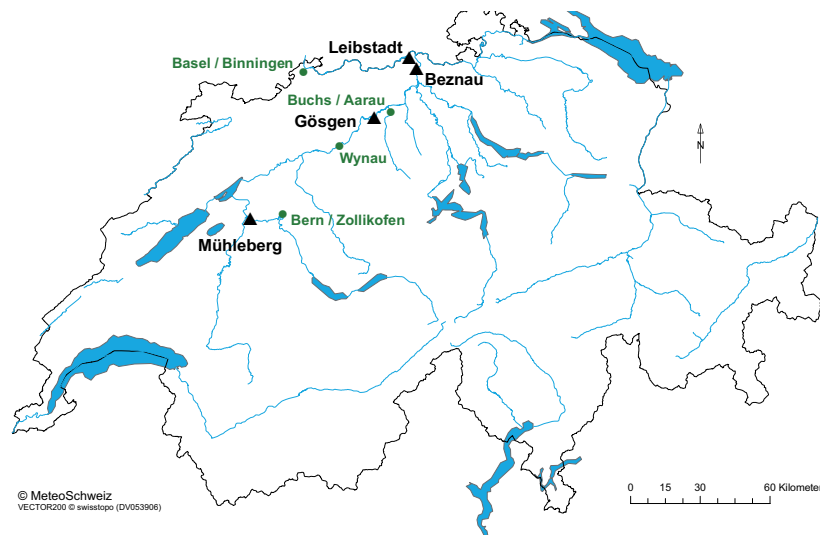 Leibstadt
Basel / Binningen
Beznau
Buchs / Aarau
Gösgen
N
Wynau
Bern / Zollikofen
Mühleberg
© MeteoSchweiz
VECTOR200 © swisstopo (DV053906)
0 15 30 60 Kilometer